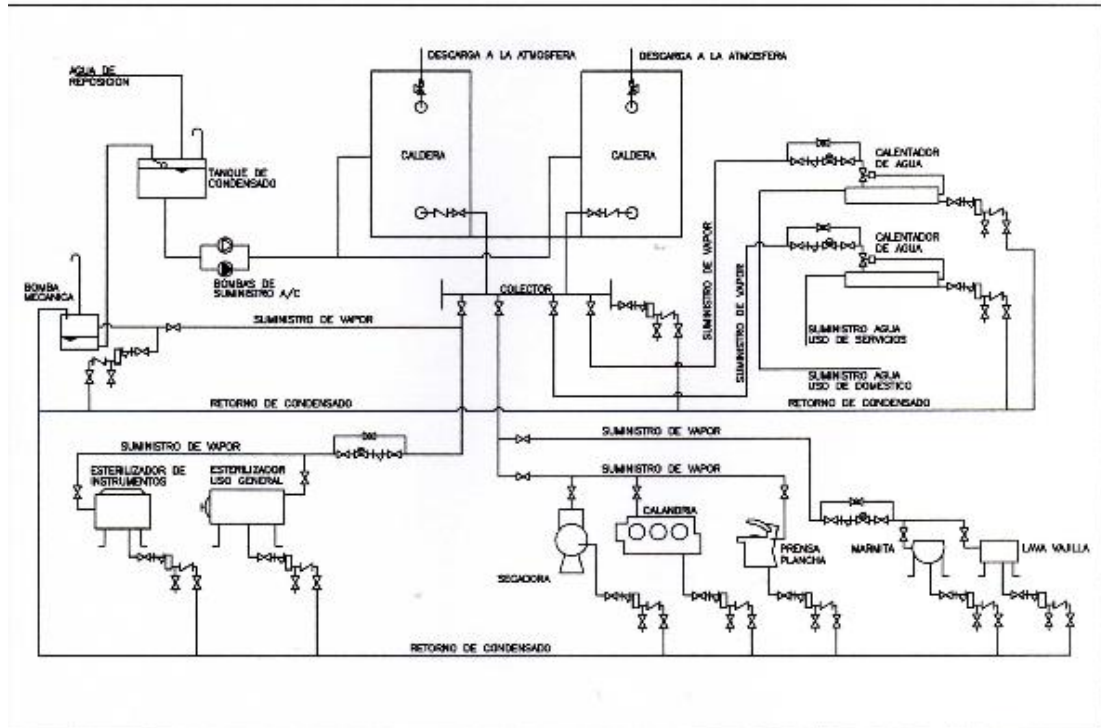 DESCARGA A LA ATMOSFERA
DESCARGA A LA ATMOSFERA
AGUA DE
REPOSICION
CALDERA
CALDERA
CALENTADOR
DE AGUA
TANQUE DE
CONDENSADO
CALENTADOR
DE AGUA
BOMBAS DE
SUMINISTRO A/C
BOMBA
MECANICA
COLECTOR
SUMINISTRO DE VAPOR
SUMINISTRO DE VAPOR
SUMINISTRO DE VAPOR
SUMINISTRO AGUA
USO DE SERVICIOS
SUMINISTRO AGUA
USO DE DOMESTICO
RETORNO DE CONDENSADO
RETORNO DE CONDENSADO
SUMINISTRO DE VAPOR
SUMINISTRO DE VAPOR
ESTERILIZADOR DE
INSTRUMENTOS
ESTERILIZADOR
USO GENERAL
SUMINISTRO DE VAPOR
CALANDRIA
SECADORA
PRENSA
PLANCHA
MARMITA
LAVA VAJILLA
RETORNO DE CONDENSADO